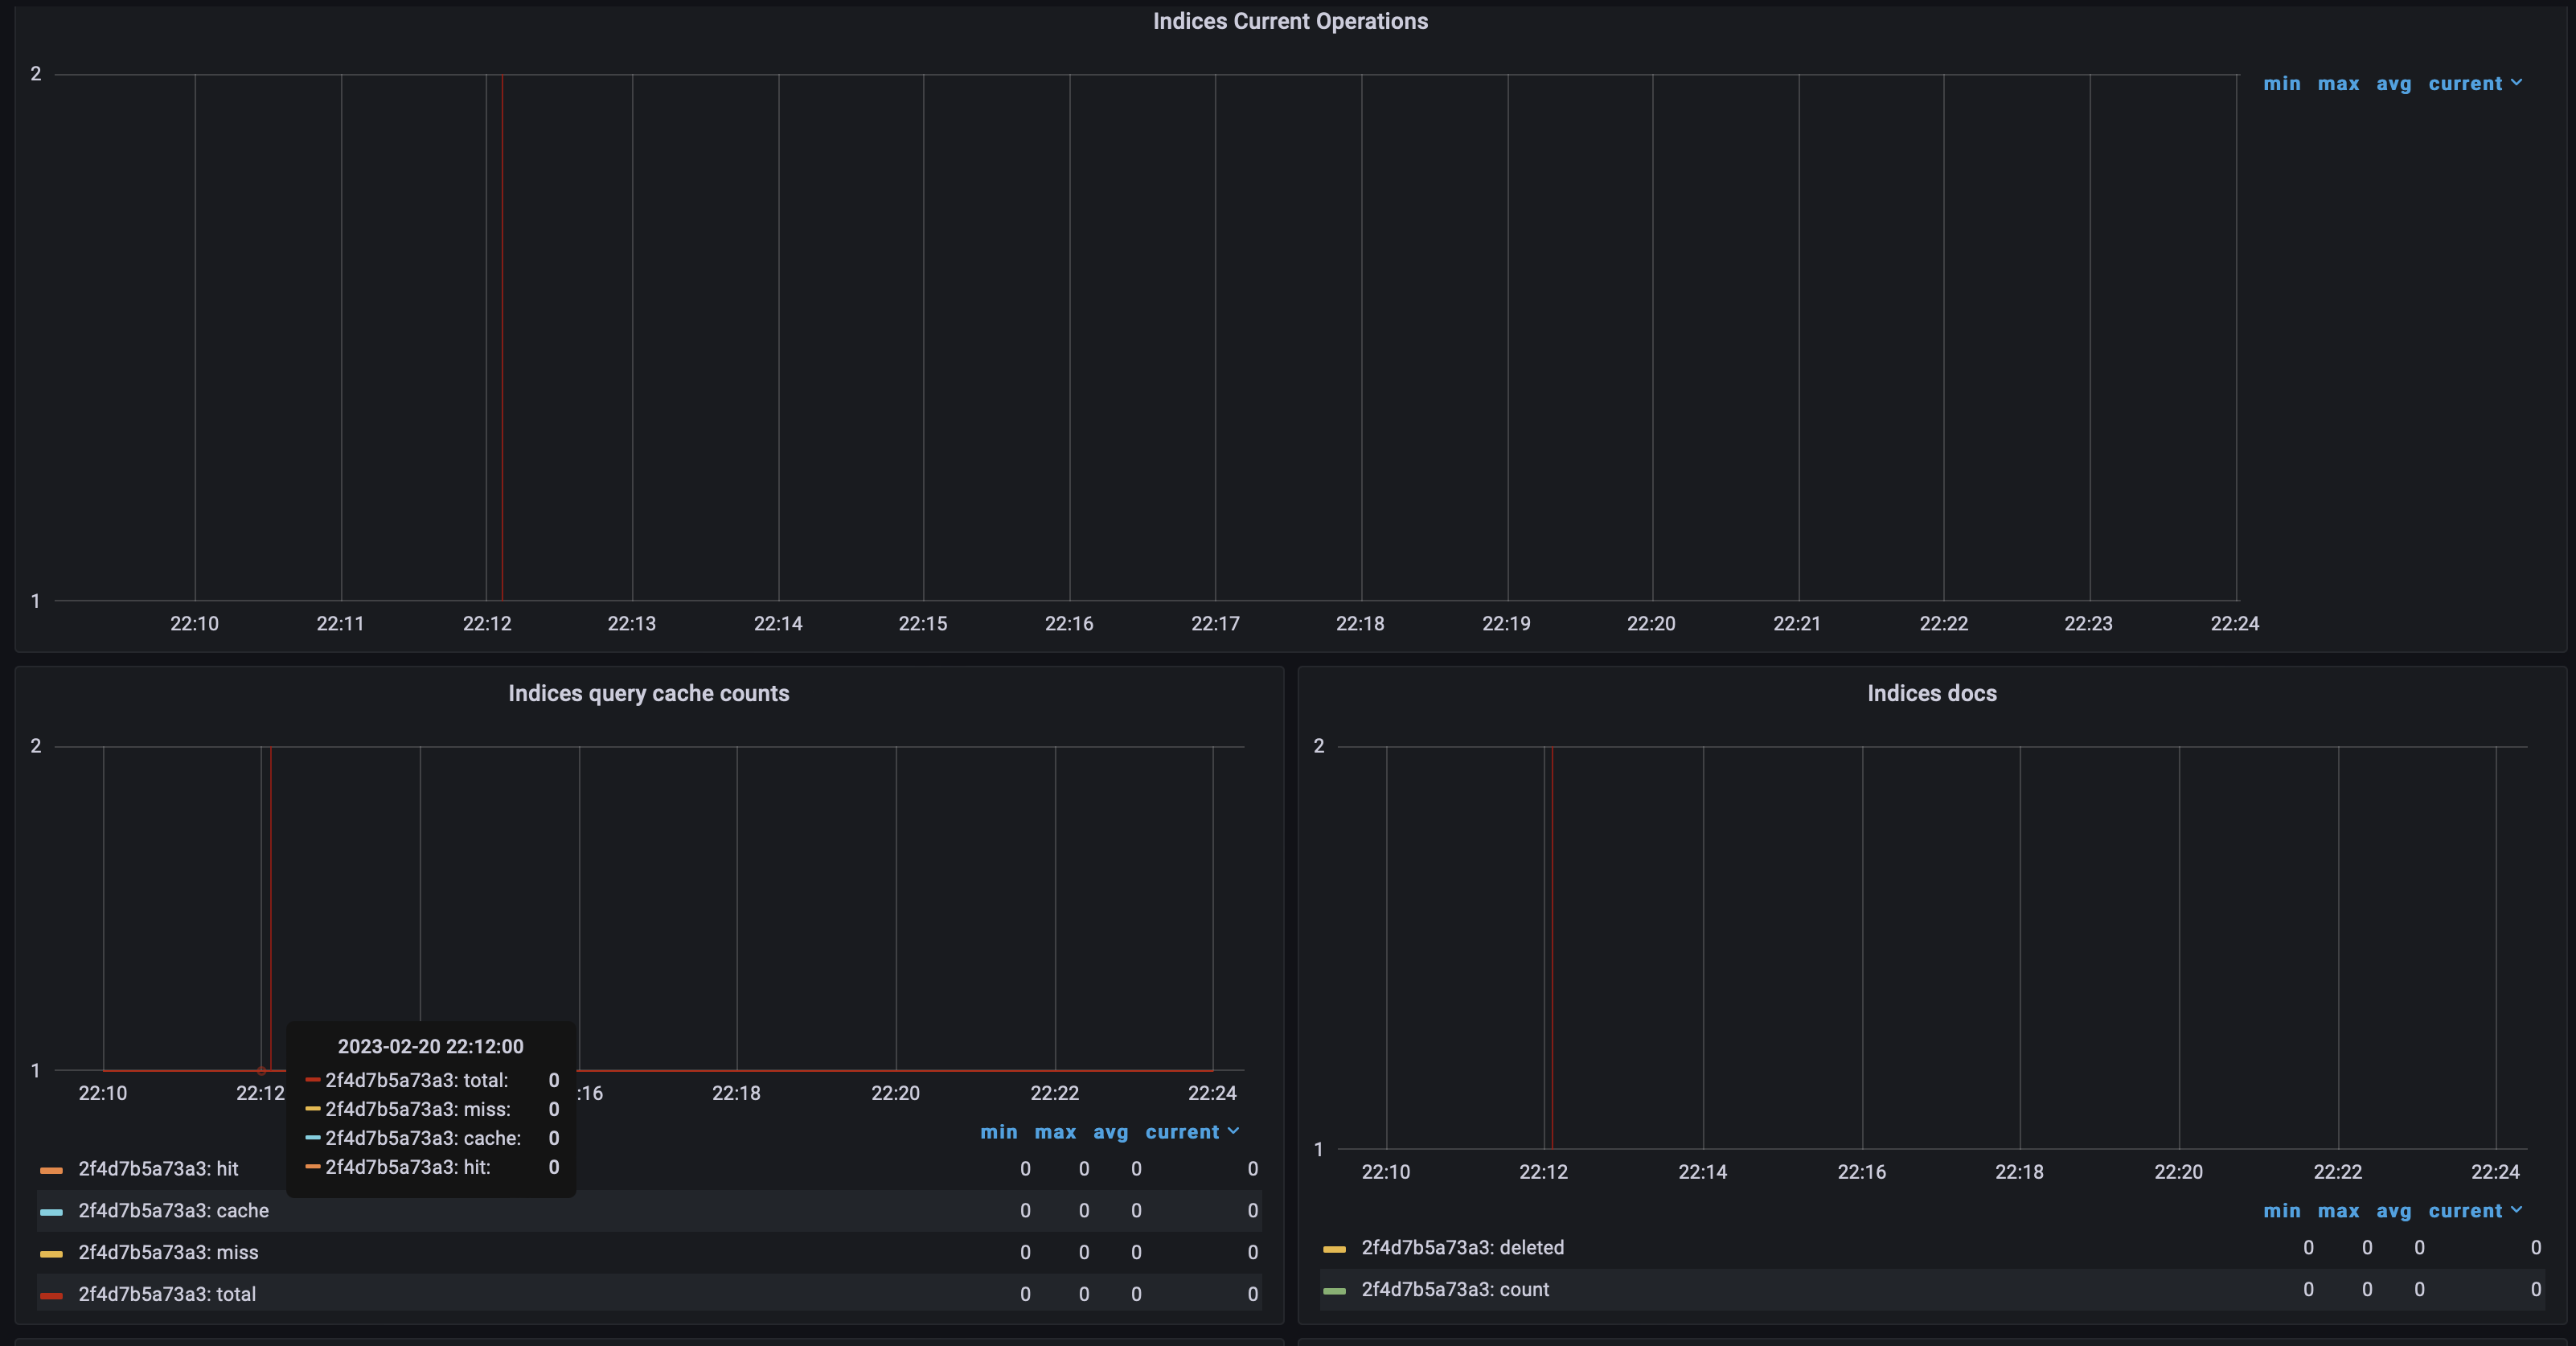 Indices Current Operations
2
min max avg current
1
22:10 22:11 22:12 22:13 22:14 22:15 22:16 22:17 22:18 22:19 22:20 22:21 22:22 22:23 22:24
Indices query cache counts
2
1
22:10 22:12 :16 22:18 22:20 22:22 22:24
2023-02-20 22:12:00
2f4d7b5a73a3: total: 0
2f4d7b5a73a3: miss: 0
2f4d7b5a73a3: cache: 0
2f4d7b5a73a3: hit: 0
min max avg current
2f4d7b5a73a3: hit 0 0 0 0
2f4d7b5a73a3: cache 0 0 0 0
2f4d7b5a73a3: miss 0 0 0 0
2f4d7b5a73a3: total 0 0 0 0
Indices docs
2
1
22:10 22:12 22:14 22:16 22:18 22:20 22:22 22:24
min max avg current
2f4d7b5a73a3: deleted 0 0 0 0
2f4d7b5a73a3: count 0 0 0 0